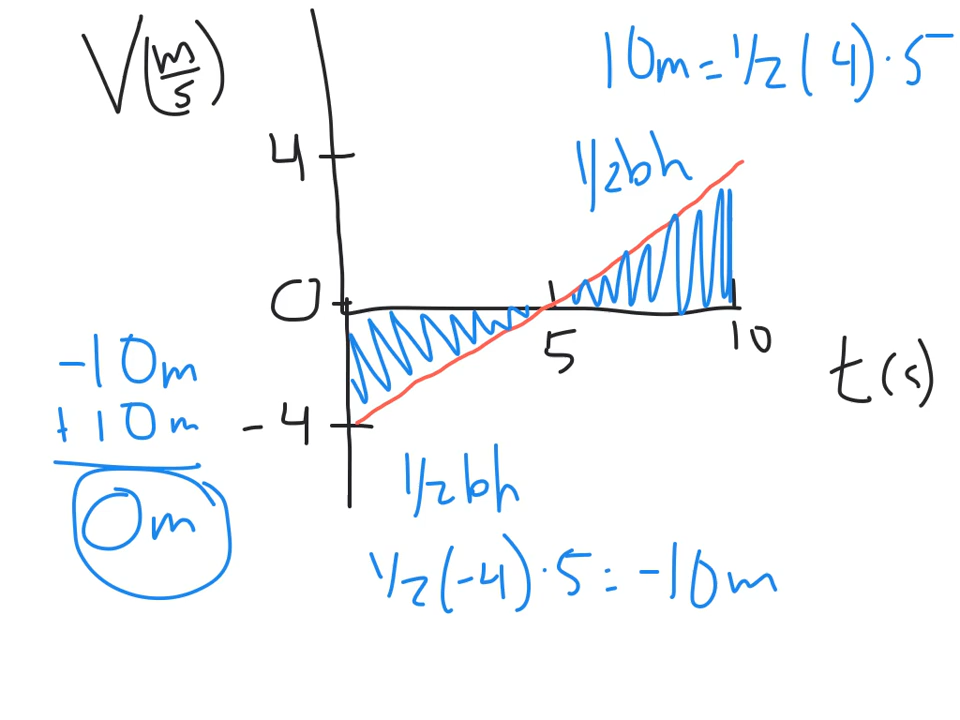 V(m/s)
10m = 1/2(4)·5
4
1/2bh
0
5
10
t(s)
-10m
+10m
0m
-4
1/2bh
1/2(-4)·5 = -10m